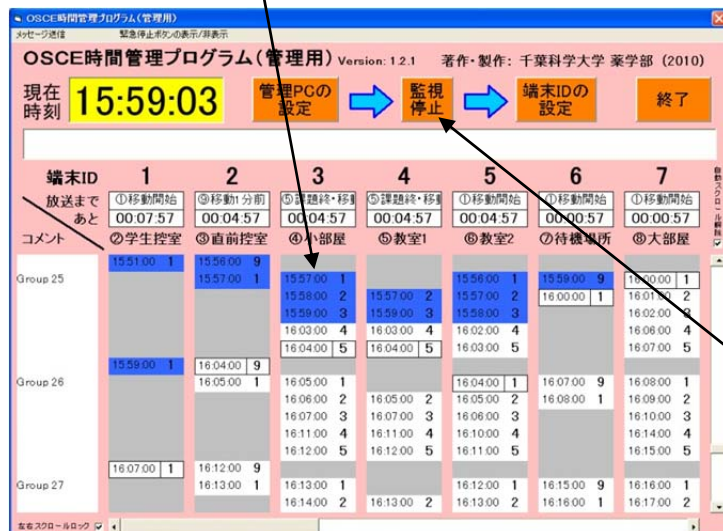 OSCE時間管理プログラム(管理用)
メッセージ送信 緊急停止ボタンの表示/非表示
OSCE時間管理プログラム(管理用) Version: 1.2.1 著作・製作: 千葉科学大学 薬学部 (2010)
現在時刻 15:59:03 管理PCの設定 監視停止 端末IDの設定 終了
端末ID 1 2 3 4 5 6 7
放送まで ①移動開始 ⑨移動1分前 ⑤課題終・移動 ⑤課題終・移動 ①移動開始 ①移動開始 ①移動開始
あと 00:07:57 00:04:57 00:04:57 00:04:57 00:04:57 00:00:57 00:00:57
コメント ②学生控室 ③直前控室 ④小部屋 ⑤教室1 ⑥教室2 ⑦待機場所 ⑧大部屋
自動スクロール解除
15:51:00 1 15:56:00 9
Group 25 15:57:00 1 15:57:00 1 15:56:00 1 15:59:00 9 16:00:00 1
15:58:00 2 15:57:00 2 15:57:00 2 16:00:00 1 16:01:00 2
15:59:00 3 15:59:00 3 15:58:00 3 16:02:00 3
16:03:00 4 16:03:00 4 16:02:00 4 16:06:00 4
16:04:00 5 16:04:00 5 16:03:00 5 16:07:00 5
15:59:00 1 16:04:00 9
Group 26 16:05:00 1 16:05:00 1 16:04:00 1 16:07:00 9 16:08:00 1
16:06:00 2 16:05:00 2 16:05:00 2 16:08:00 1 16:09:00 2
16:07:00 3 16:07:00 3 16:06:00 3 16:10:00 3
16:11:00 4 16:11:00 4 16:10:00 4 16:14:00 4
16:12:00 5 16:12:00 5 16:11:00 5 16:15:00 5
16:07:00 1 16:12:00 9
Group 27 16:13:00 1 16:13:00 1 16:12:00 1 16:15:00 9 16:16:00 1
16:14:00 2 16:13:00 2 16:13:00 2 16:16:00 1 16:17:00 2
左右スクロールロック